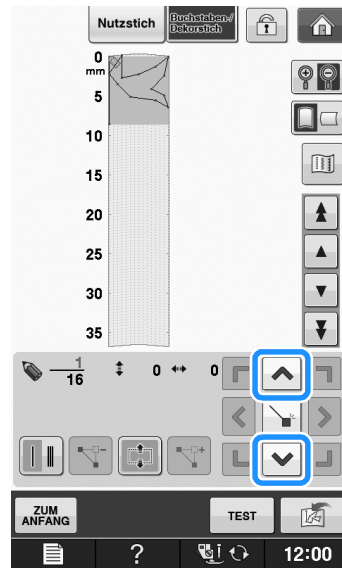 Nutzstich
Buchstaben-/
Dekorstich
0
mm
5
10
15
20
25
30
35
1
16
0
0
ZUM
ANFANG
TEST
?
12:00